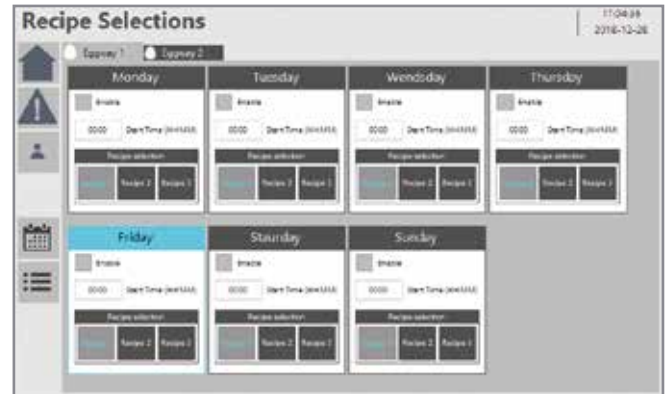 Recipe Selections
11:04:36
2018-12-28
Eggway 1 Eggway 2
Monday Tuesday Wendsday Thursday
Enable Enable Enable Enable
00:00 Start Time (HH:MM) 00:00 Start Time (HH:MM) 00:00 Start Time (HH:MM) 00:00 Start Time (HH:MM)
Recipe selection Recipe selection Recipe selection Recipe selection
Recipe 2 Recipe 3 Recipe 2 Recipe 3 Recipe 2 Recipe 3 Recipe 2 Recipe 3
Friday Staurday Sunday
Enable Enable Enable
00:00 Start Time (HH:MM) 00:00 Start Time (HH:MM) 00:00 Start Time (HH:MM)
Recipe selection Recipe selection Recipe selection
Recipe 2 Recipe 3 Recipe 2 Recipe 3 Recipe 2 Recipe 3